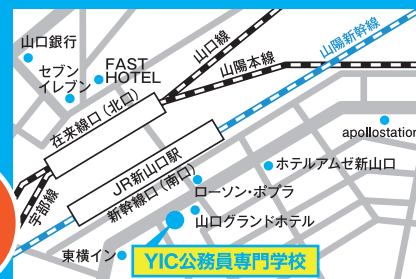 山口銀行
セブン
イレブン
FAST
HOTEL
山口線
山陽本線
山陽新幹線
在来線口(北口)
JR新山口駅
新幹線口(南口)
宇部線
apollostation
ホテルアムゼ新山口
ローソン・ポプラ
山口グランドホテル
東横イン
YIC公務員専門学校